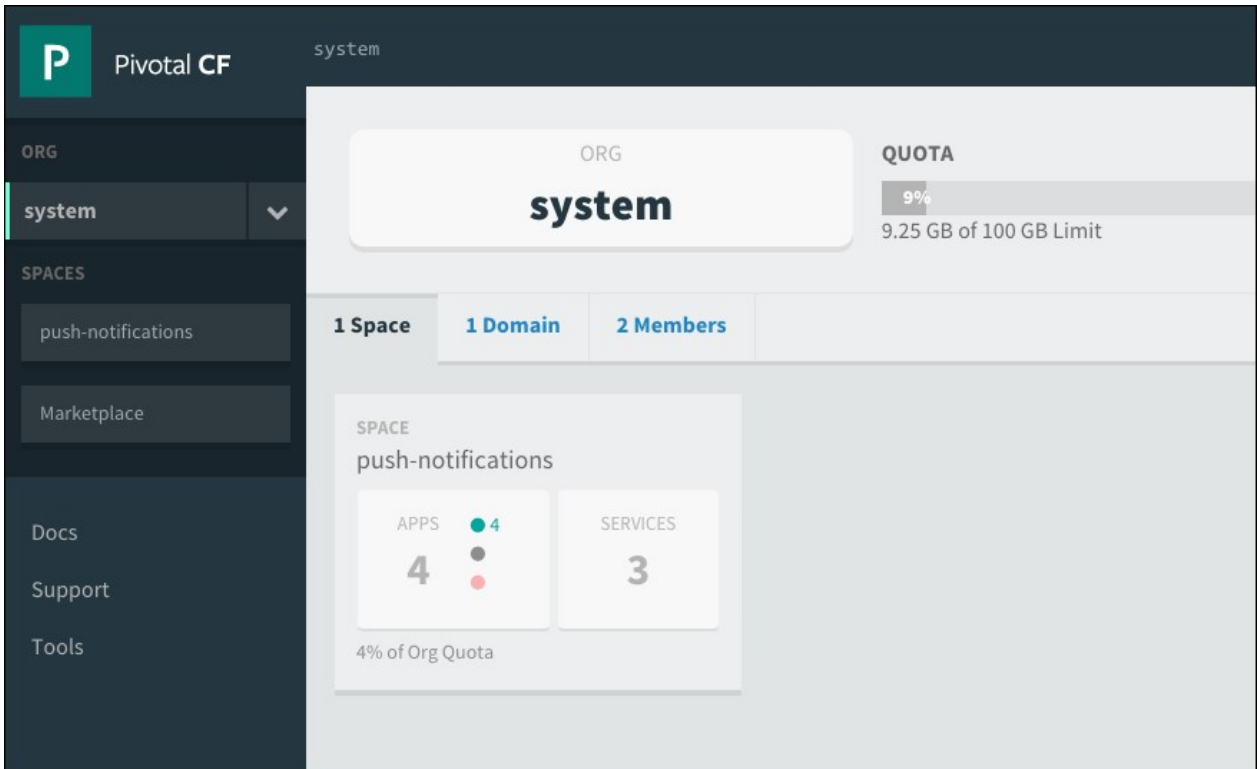 P
Pivotal CF
system
ORG
system
SPACES
push-notifications
Marketplace
Docs
Support
Tools
ORG
system
QUOTA
9%
9.25 GB of 100 GB Limit
1 Space
1 Domain
2 Members
SPACE
push-notifications
APPS
4
4
SERVICES
3
4% of Org Quota